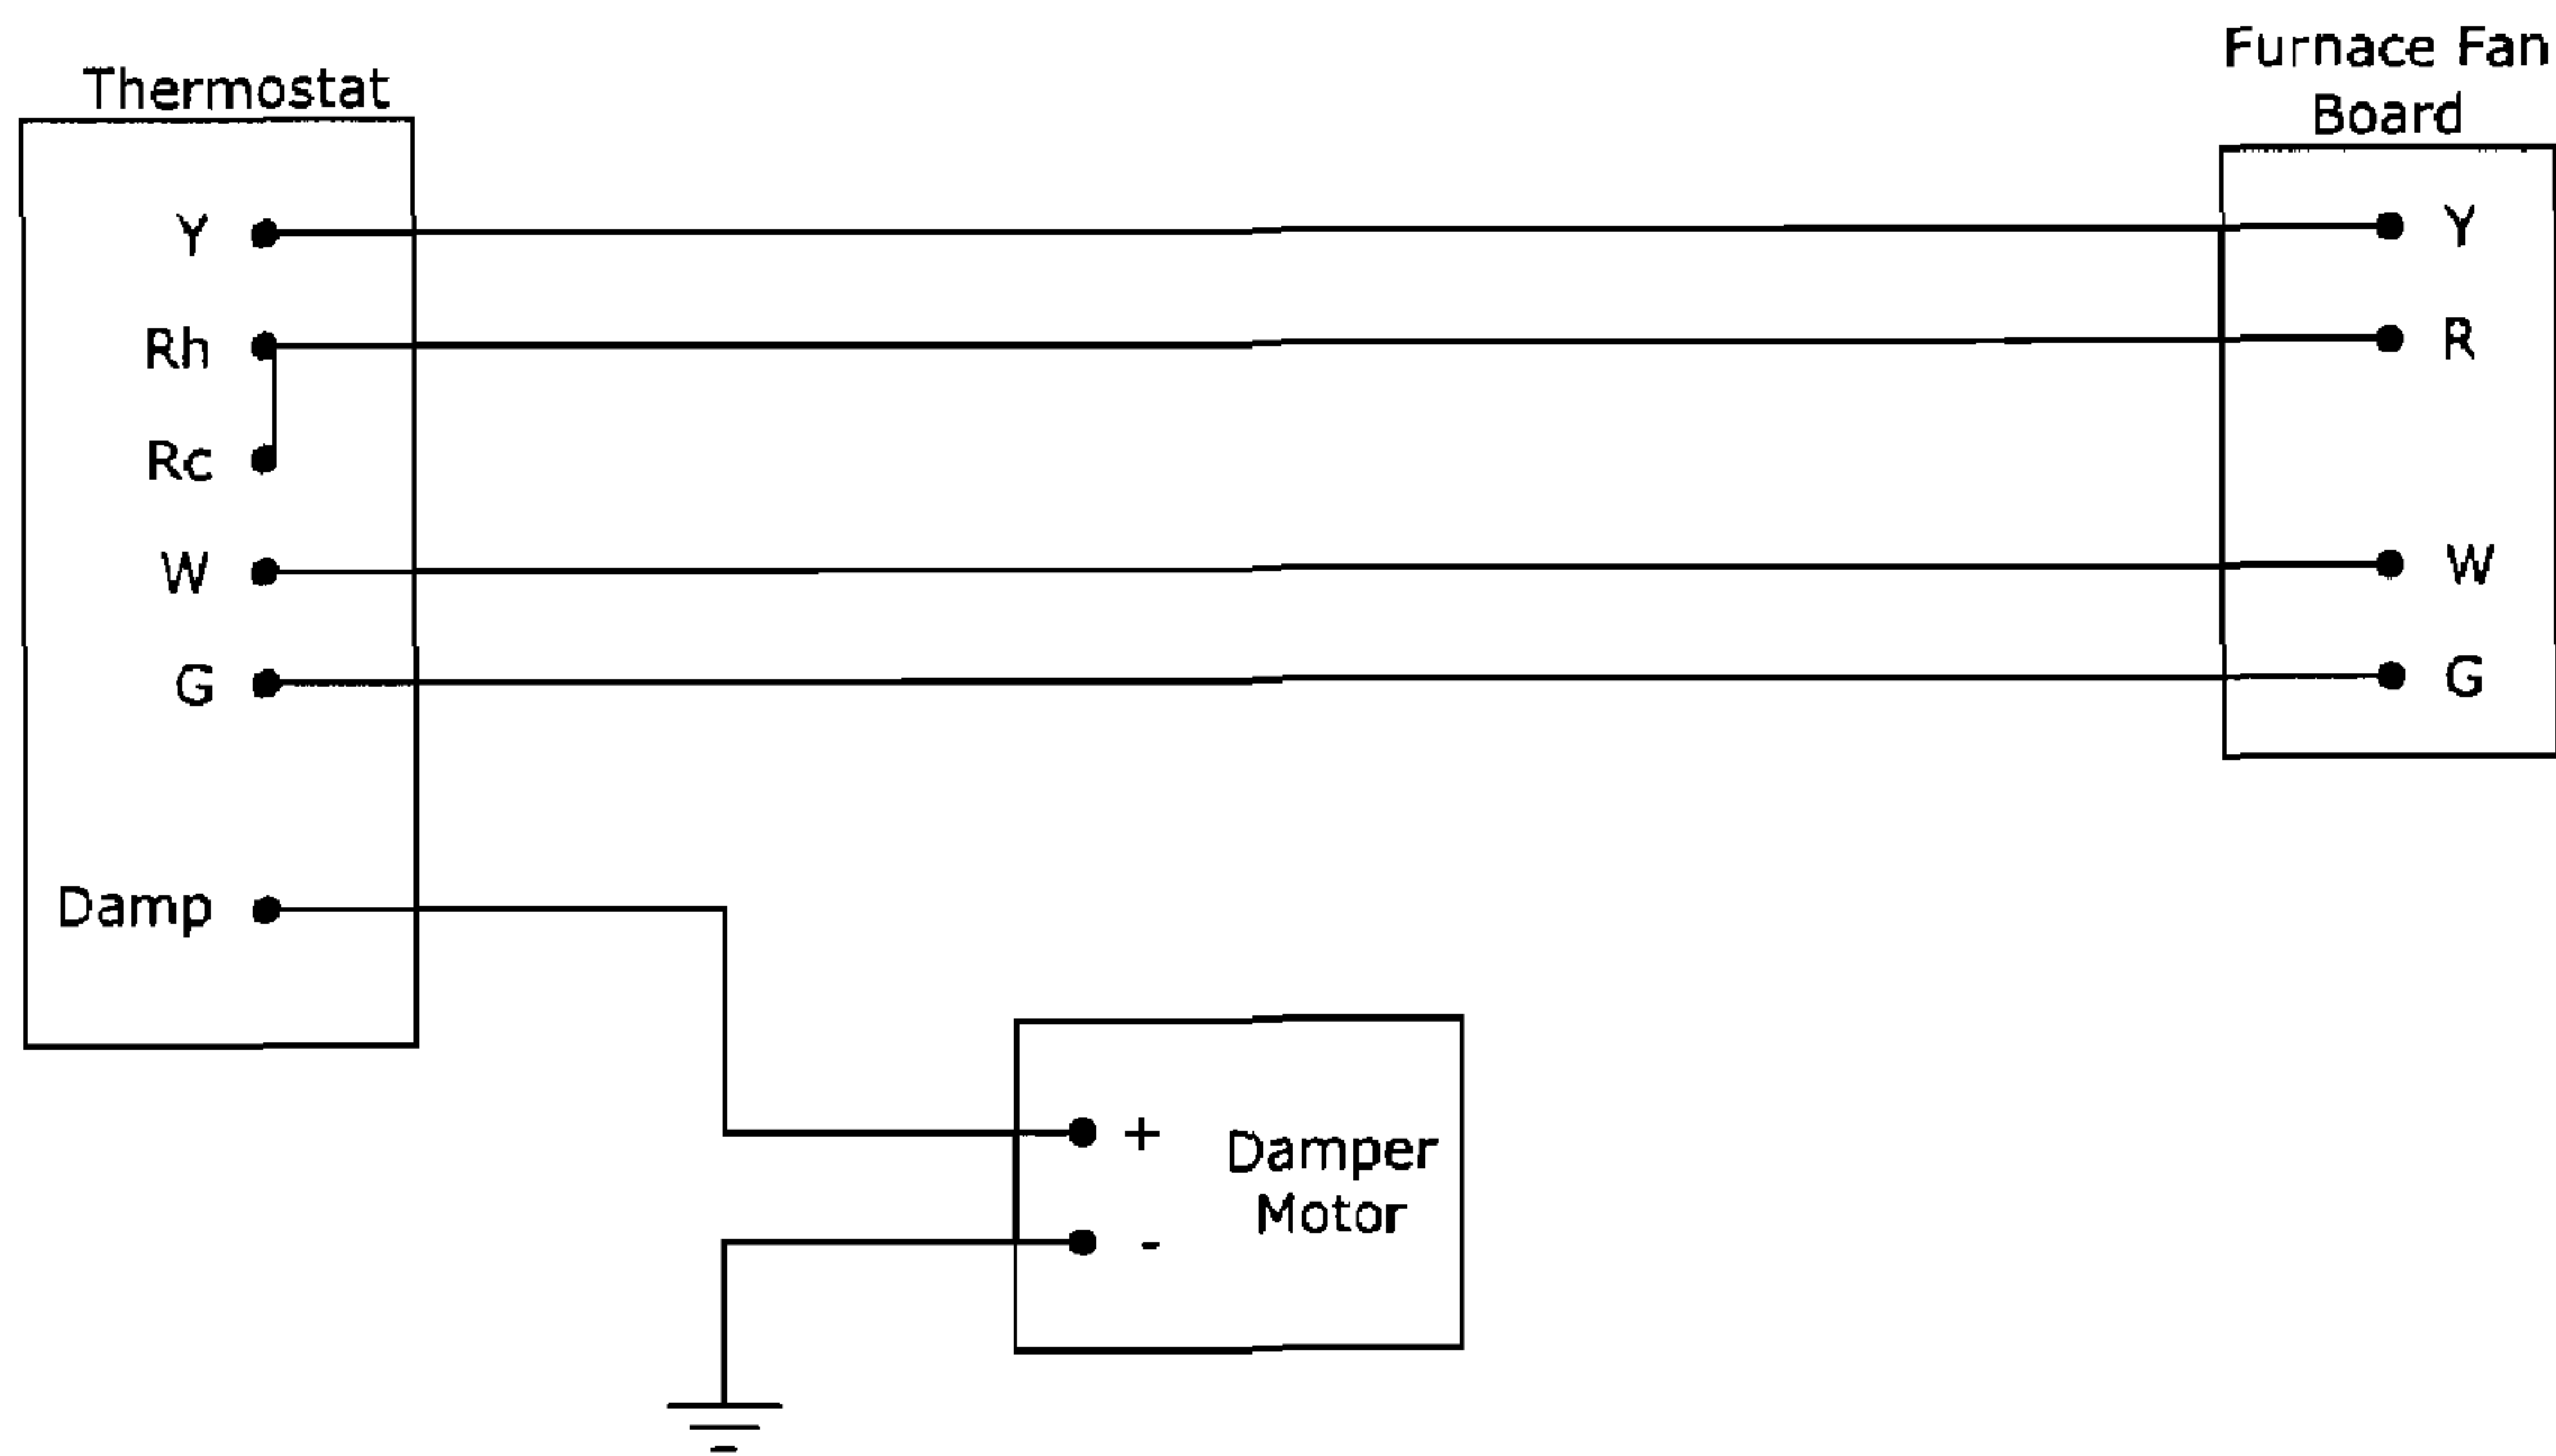 Thermostat
Y
Rh
Rc
W
G
Damp
Furnace Fan
Board
Y
R
W
G
+
-
Damper
Motor